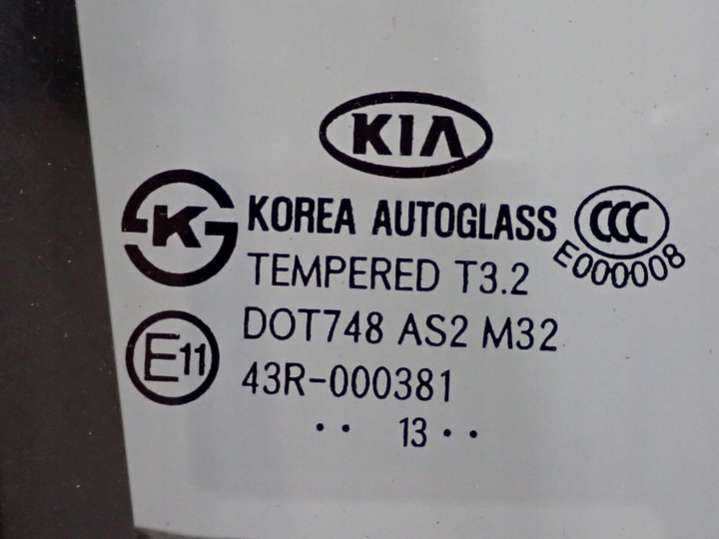 KIA
K KOREA AUTOGLASS CCC
E000008
TEMPERED T3.2
DOT748 AS2 M32
E11 43R-000381
·· 13 ··